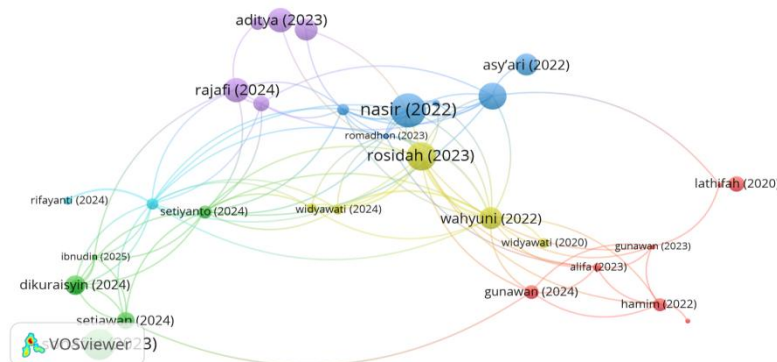 aditya (2023)
asy'ari (2022)
rajafi (2024)
nasir (2022)
romadhon (2023)
rosidah (2023)
lathifah (2020)
rifayanti (2024)
setiyanto (2024)
widyawati (2024)
wahyuni (2022)
widyawati (2020)
gunawan (2023)
ibnudin (2025)
alifa (2023)
dikuraisyin (2024)
gunawan (2024)
hamim (2022)
setiawan (2024)
VOSviewer